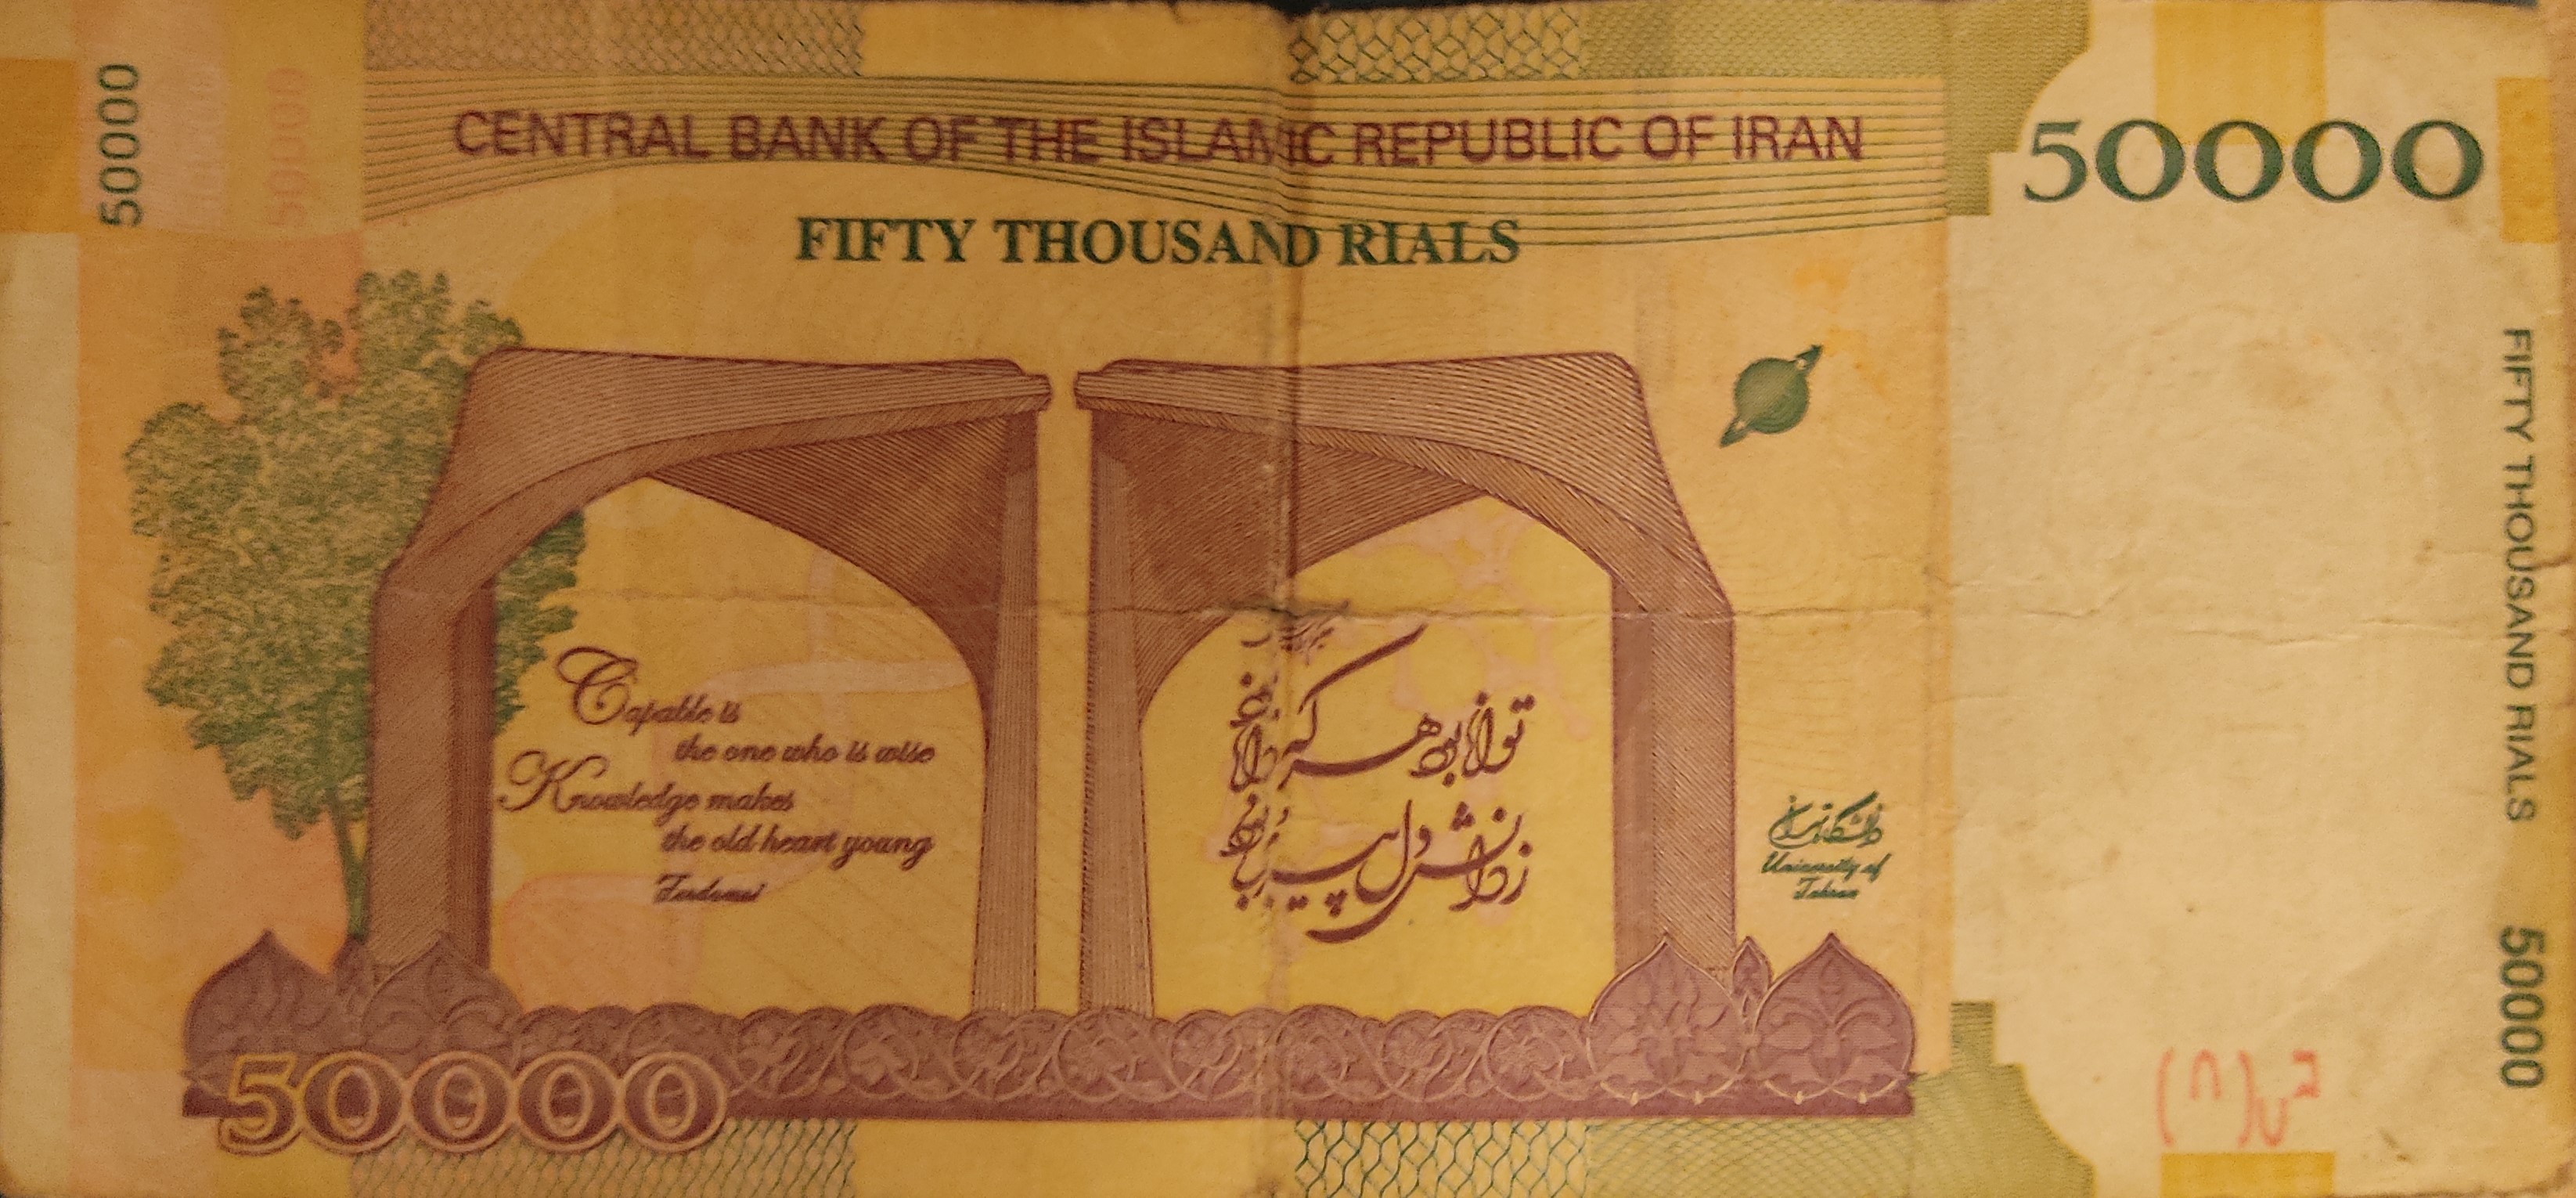 50000
50000
CENTRAL BANK OF THE ISLAMIC REPUBLIC OF IRAN
50000
FIFTY THOUSAND RIALS
Capable is
the one who is wise
Knowledge makes
the old heart young
Ferdowsi
توانا بود هر که دانا بود
ز دانش دل پیر برنا بود
دانشگاه تهران
University of
Tehran
50000
FIFTY THOUSAND RIALS 50000